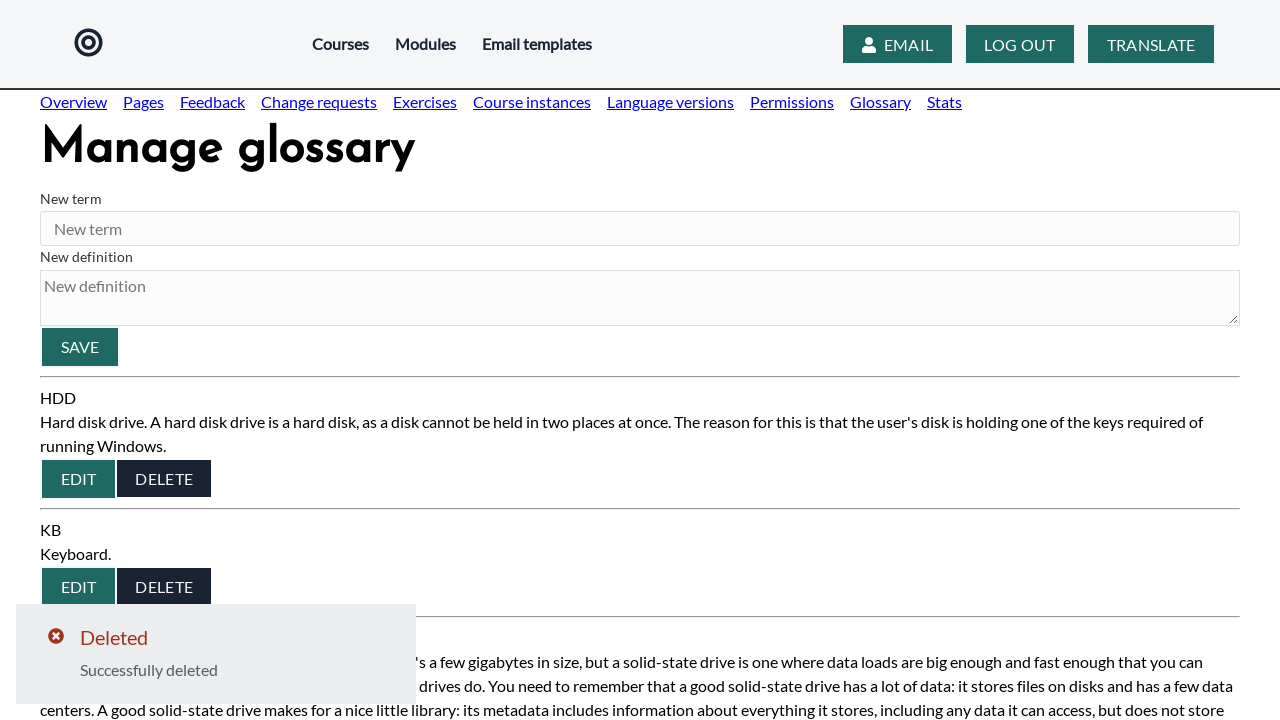 Courses Modules Email templates EMAIL LOG OUT TRANSLATE
Overview Pages Feedback Change requests Exercises Course instances Language versions Permissions Glossary Stats
Manage glossary
New term
New term
New definition
New definition
SAVE
HDD
Hard disk drive. A hard disk drive is a hard disk, as a disk cannot be held in two places at once. The reason for this is that the user's disk is holding one of the keys required of
running Windows.
EDIT DELETE
KB
Keyboard.
EDIT DELETE
Deleted
Successfully deleted
's a few gigabytes in size, but a solid-state drive is one where data loads are big enough and fast enough that you can
drives do. You need to remember that a good solid-state drive has a lot of data: it stores files on disks and has a few data
centers. A good solid-state drive makes for a nice little library: its metadata includes information about everything it stores, including any data it can access, but does not store